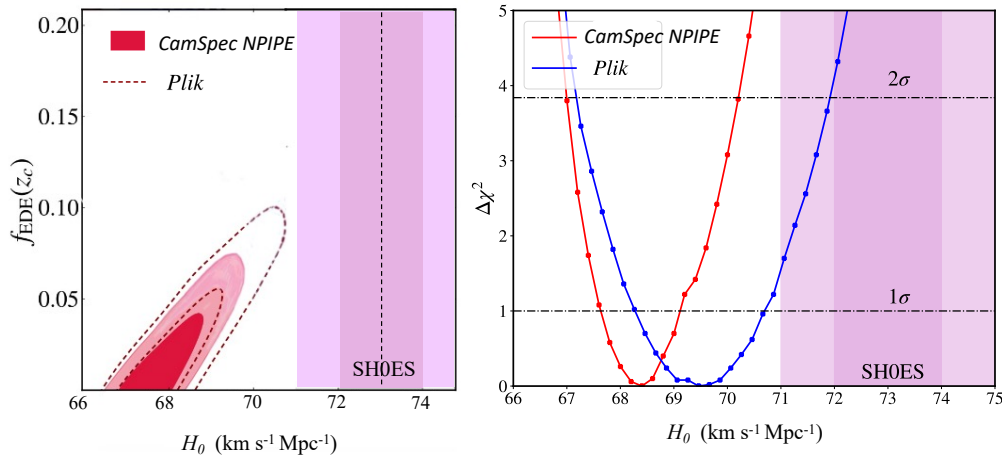 0.20
0.15
0.10
0.05
f_EDE(z_c)
CamSpec NPIPE
Plik
SH0ES
66 68 70 72 74
H_0 (km s⁻¹ Mpc⁻¹)
5
4
3
2
1
0
Δχ²
CamSpec NPIPE
Plik
2σ
1σ
SH0ES
66 67 68 69 70 71 72 73 74 75
H_0 (km s⁻¹ Mpc⁻¹)